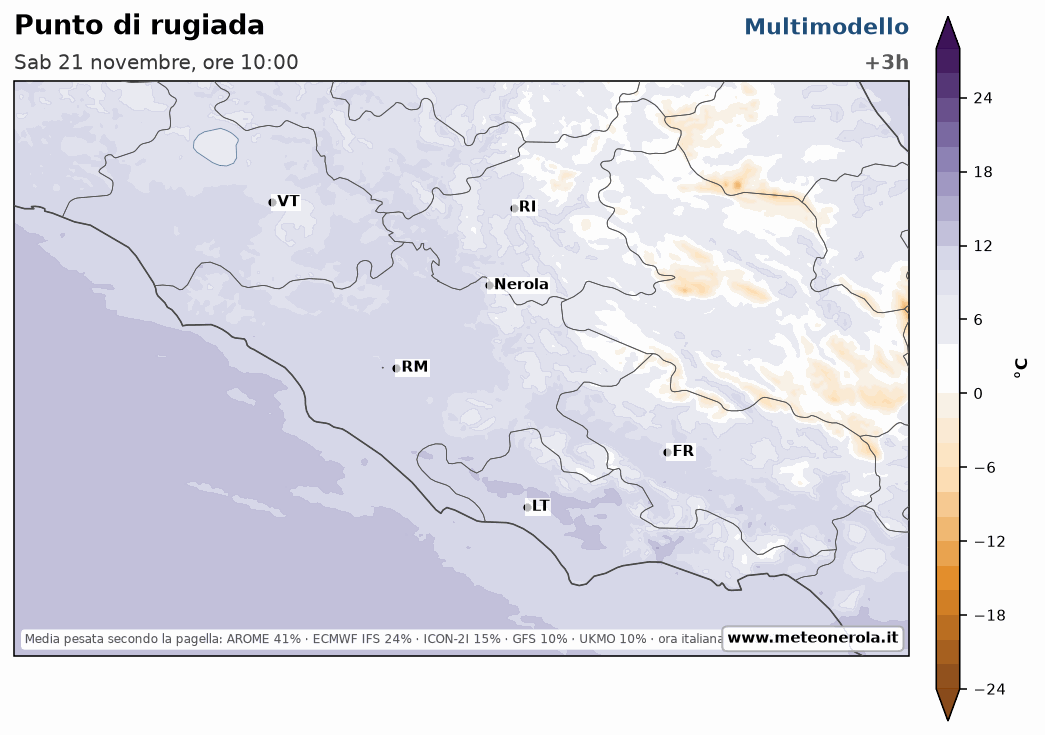 Punto di rugiada
Multimodello
Sab 21 novembre, ore 10:00
+3h
VT
RI
Nerola
RM
FR
LT
24
18
12
6
0
−6
−12
−18
−24
°C
Media pesata secondo la pagella: AROME 41% · ECMWF IFS 24% · ICON-2I 15% · GFS 10% · UKMO 10% · ora italiana
www.meteonerola.it